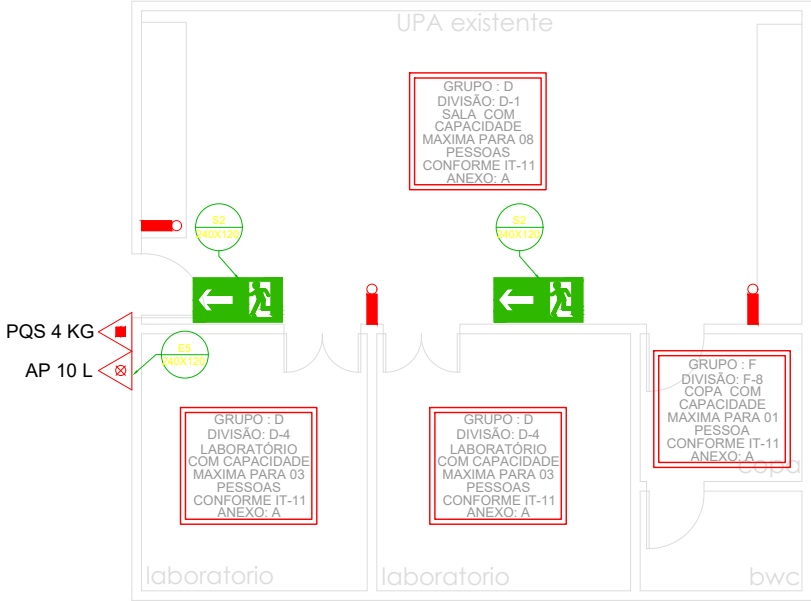 UPA existente
GRUPO : D
DIVISÃO: D-1
SALA COM
CAPACIDADE
MAXIMA PARA 08
PESSOAS
CONFORME IT-11
ANEXO: A
S2
240X120
S2
240X120
PQS 4 KG
AP 10 L
E5
240X120
GRUPO : F
DIVISÃO: F-8
COPA COM
CAPACIDADE
MAXIMA PARA 01
PESSOA
CONFORME IT-11
ANEXO: A
copa
GRUPO : D
DIVISÃO: D-4
LABORATÓRIO
COM CAPACIDADE
MAXIMA PARA 03
PESSOAS
CONFORME IT-11
ANEXO: A
GRUPO : D
DIVISÃO: D-4
LABORATÓRIO
COM CAPACIDADE
MAXIMA PARA 03
PESSOAS
CONFORME IT-11
ANEXO: A
laboratorio
laboratorio
bwc